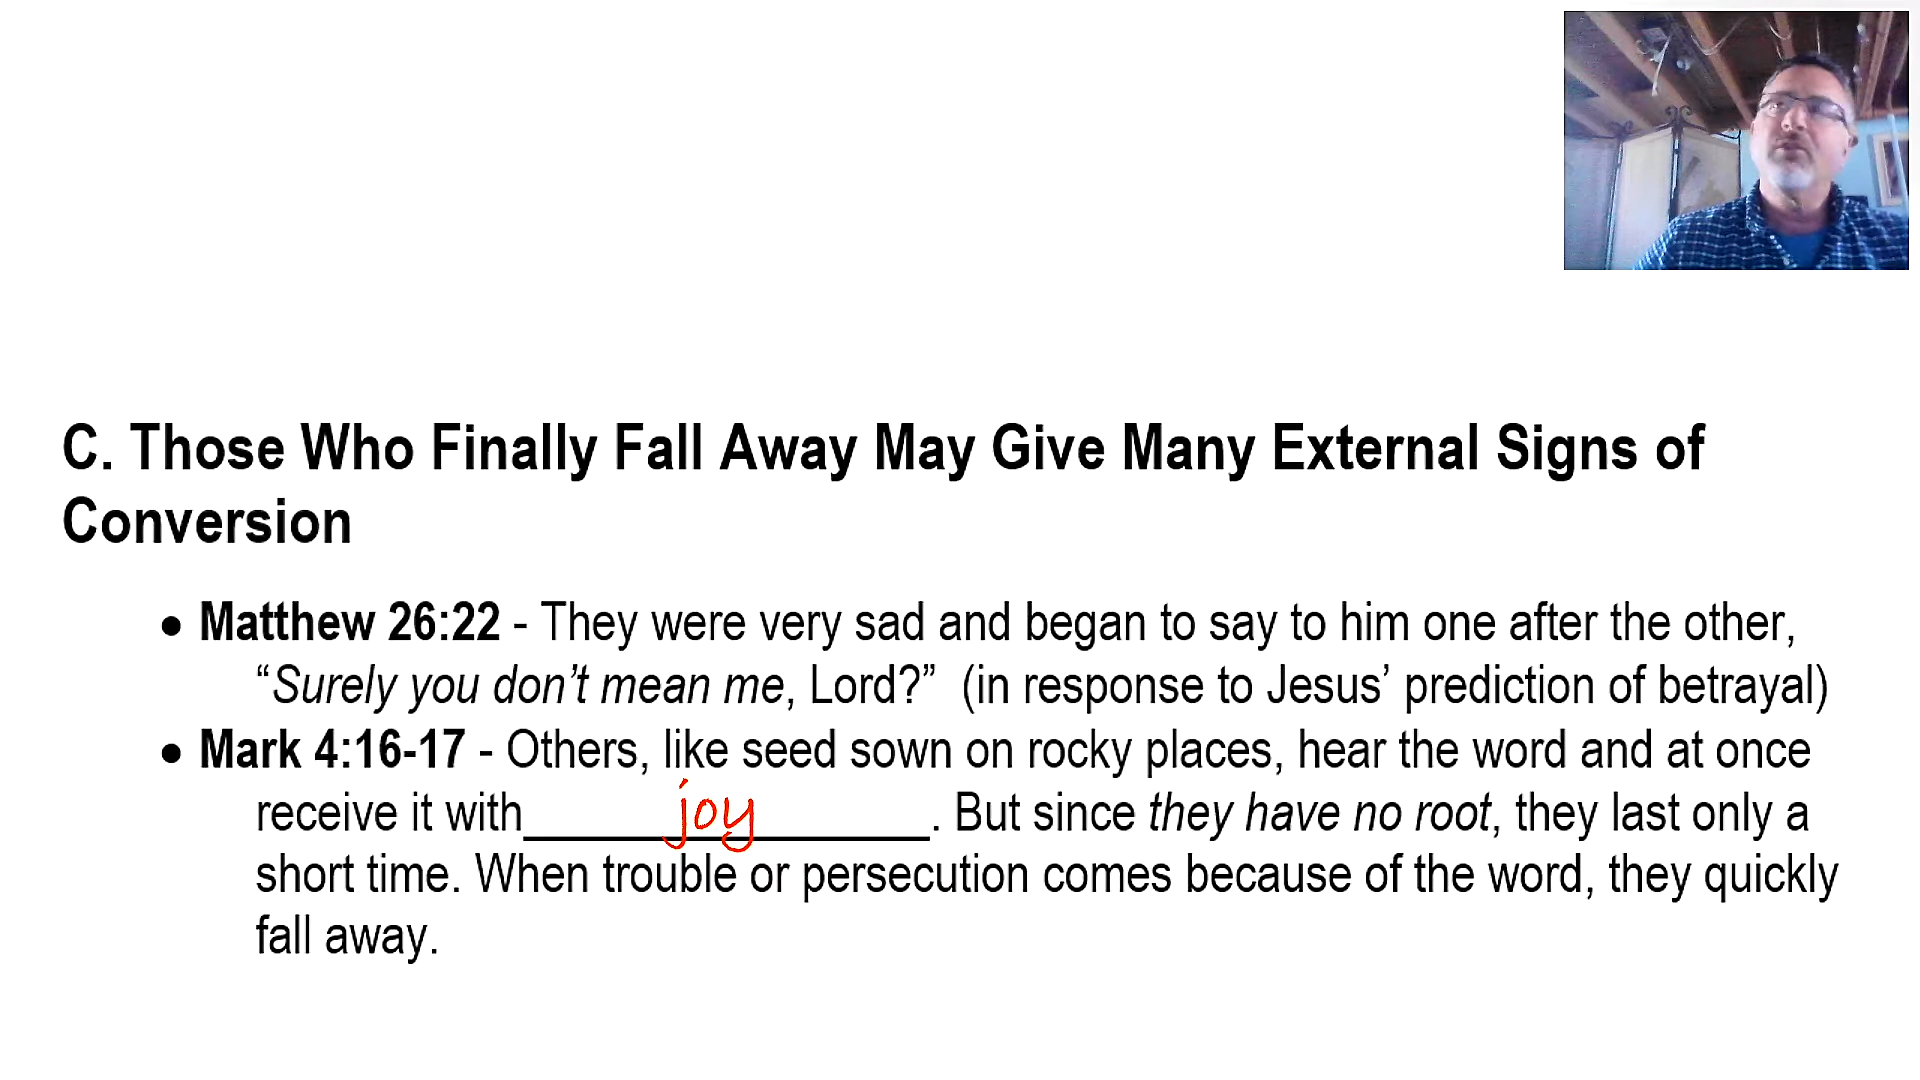 C. Those Who Finally Fall Away May Give Many External Signs of
Conversion
• Matthew 26:22 - They were very sad and began to say to him one after the other,
“Surely you don’t mean me, Lord?” (in response to Jesus’ prediction of betrayal)
• Mark 4:16-17 - Others, like seed sown on rocky places, hear the word and at once
receive it with joy. But since they have no root, they last only a
short time. When trouble or persecution comes because of the word, they quickly
fall away.